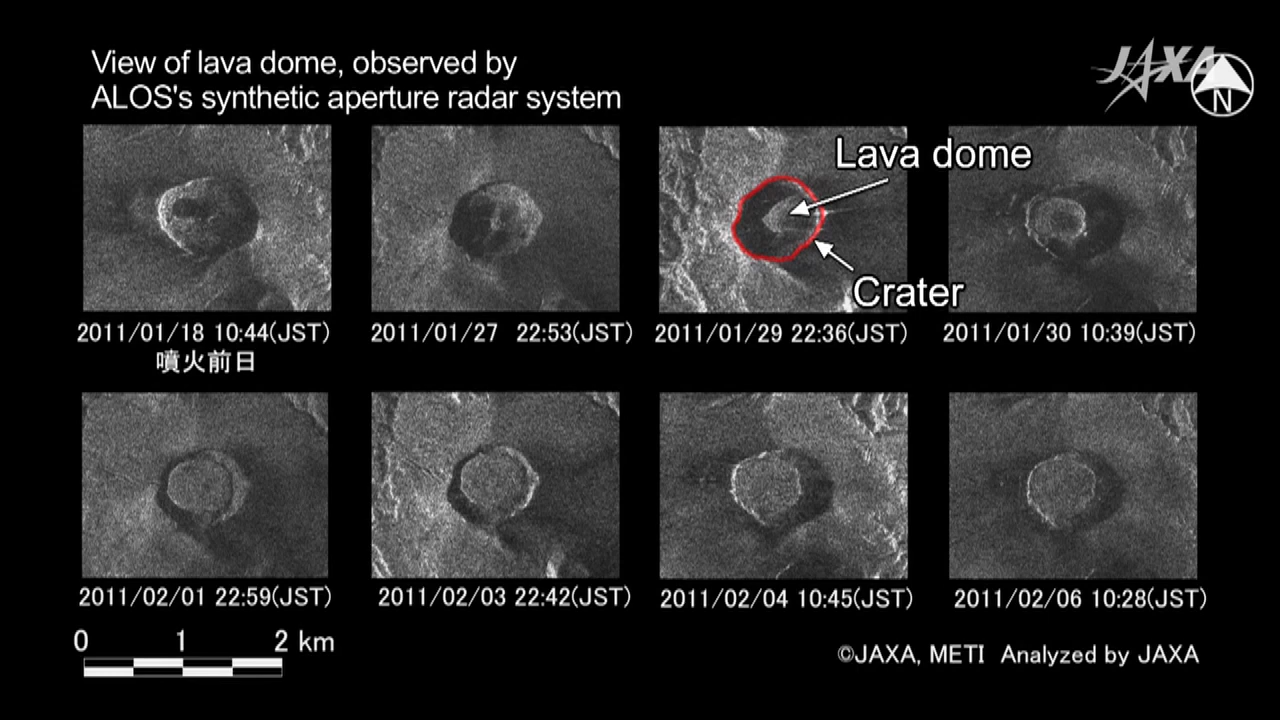 View of lava dome, observed by
ALOS's synthetic aperture radar system
JAXA
N
Lava dome
Crater
2011/01/18 10:44(JST)
噴火前日
2011/01/27 22:53(JST)
2011/01/29 22:36(JST)
2011/01/30 10:39(JST)
2011/02/01 22:59(JST)
2011/02/03 22:42(JST)
2011/02/04 10:45(JST)
2011/02/06 10:28(JST)
0 1 2 km
©JAXA, METI Analyzed by JAXA